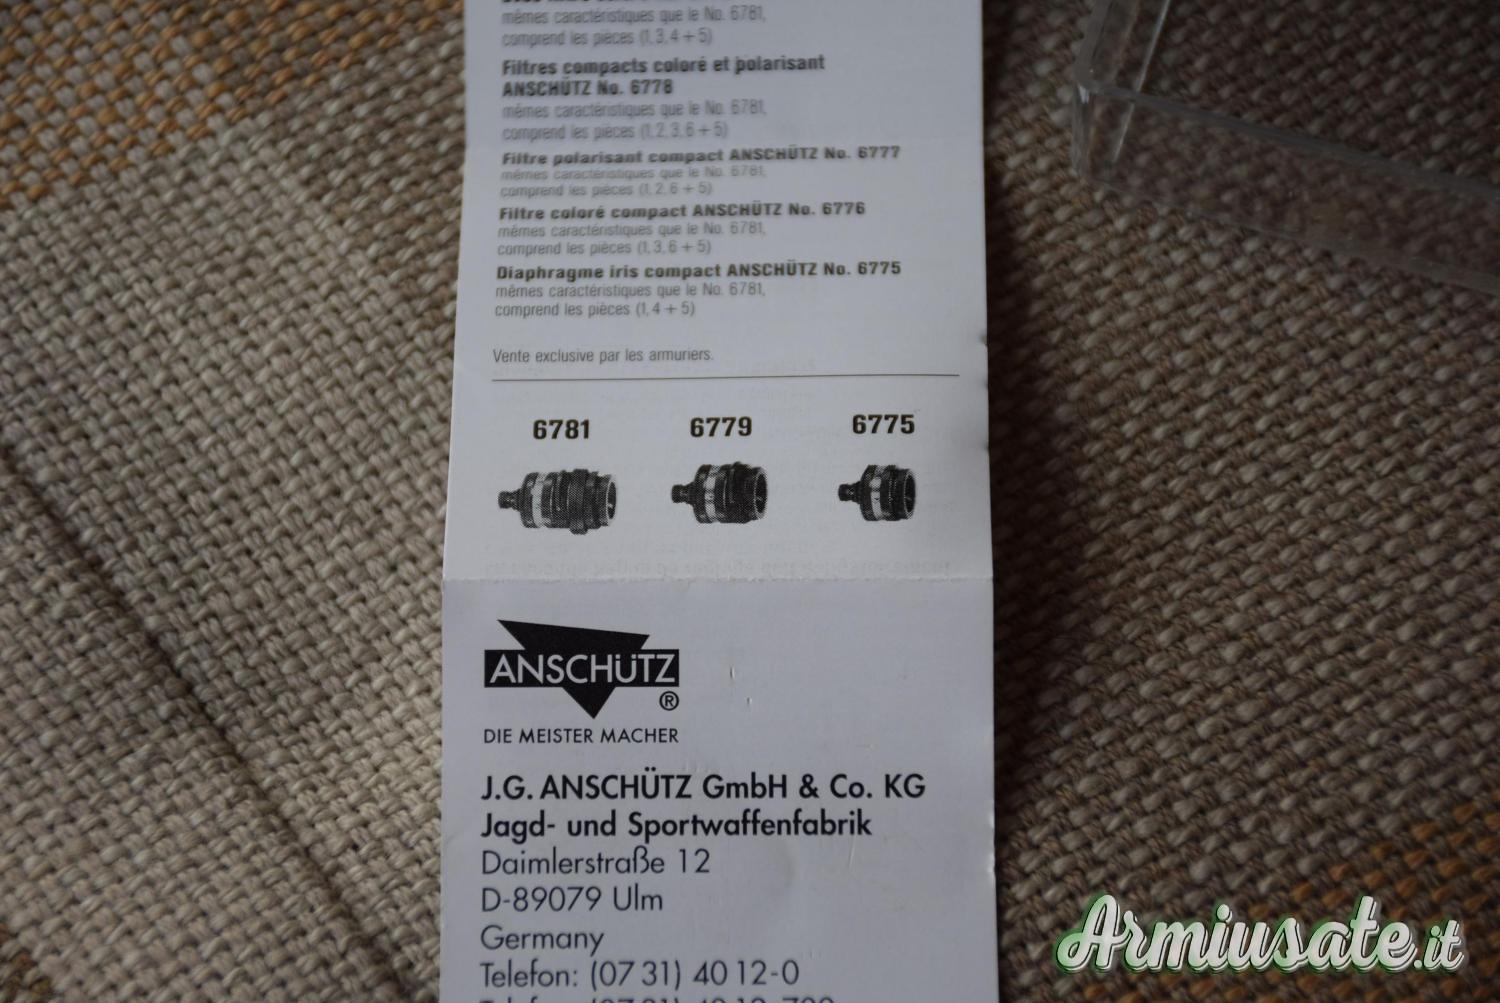 mêmes caractéristiques que le No. 6781,
comprend les pièces (1, 3, 4 + 5)
Filtres compacts coloré et polarisant
ANSCHÜTZ No. 6778
mêmes caractéristiques que le No. 6781,
comprend les pièces (1, 2, 3, 6 + 5)
Filtre polarisant compact ANSCHÜTZ No. 6777
mêmes caractéristiques que le No. 6781,
comprend les pièces (1, 2, 6 + 5)
Filtre coloré compact ANSCHÜTZ No. 6776
mêmes caractéristiques que le No. 6781,
comprend les pièces (1, 3, 6 + 5)
Diaphragme iris compact ANSCHÜTZ No. 6775
mêmes caractéristiques que le No. 6781,
comprend les pièces (1, 4 + 5)
Vente exclusive par les armuriers.
6781 6779 6775
ANSCHÜTZ
®
DIE MEISTER MACHER
J.G. ANSCHÜTZ GmbH & Co. KG
Jagd- und Sportwaffenfabrik
Daimlerstraße 12
D-89079 Ulm
Germany
Telefon: (07 31) 40 12-0
Armiusate.it